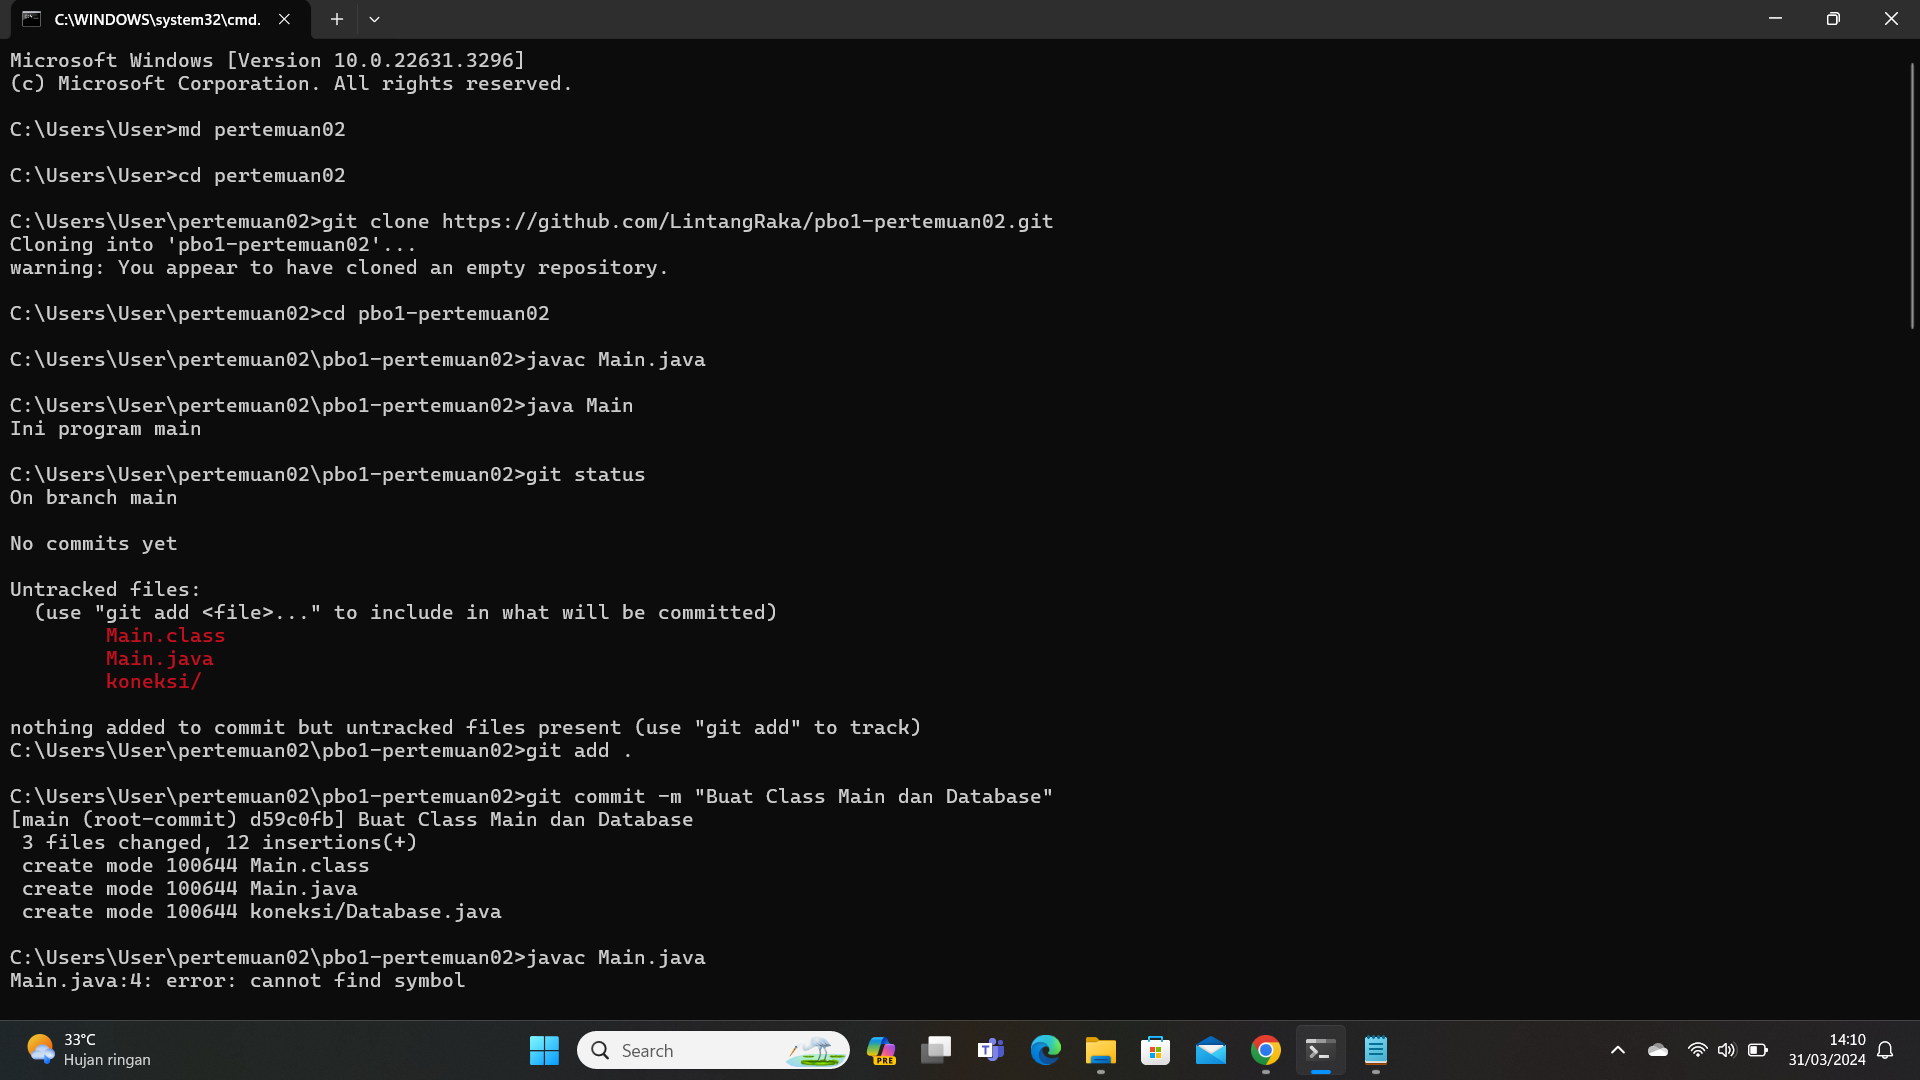 C:\WINDOWS\system32\cmd.
Microsoft Windows [Version 10.0.22631.3296]
(c) Microsoft Corporation. All rights reserved.
C:\Users\User>md pertemuan02
C:\Users\User>cd pertemuan02
C:\Users\User\pertemuan02>git clone https://github.com/LintangRaka/pbo1-pertemuan02.git
Cloning into 'pbo1-pertemuan02'...
warning: You appear to have cloned an empty repository.
C:\Users\User\pertemuan02>cd pbo1-pertemuan02
C:\Users\User\pertemuan02\pbo1-pertemuan02>javac Main.java
C:\Users\User\pertemuan02\pbo1-pertemuan02>java Main
Ini program main
C:\Users\User\pertemuan02\pbo1-pertemuan02>git status
On branch main
No commits yet
Untracked files:
  (use "git add <file>..." to include in what will be committed)
        Main.class
        Main.java
        koneksi/
nothing added to commit but untracked files present (use "git add" to track)
C:\Users\User\pertemuan02\pbo1-pertemuan02>git add .
C:\Users\User\pertemuan02\pbo1-pertemuan02>git commit -m "Buat Class Main dan Database"
[main (root-commit) d59c0fb] Buat Class Main dan Database
 3 files changed, 12 insertions(+)
 create mode 100644 Main.class
 create mode 100644 Main.java
 create mode 100644 koneksi/Database.java
C:\Users\User\pertemuan02\pbo1-pertemuan02>javac Main.java
Main.java:4: error: cannot find symbol
33°C
Hujan ringan
Search
PRE
14:10
31/03/2024